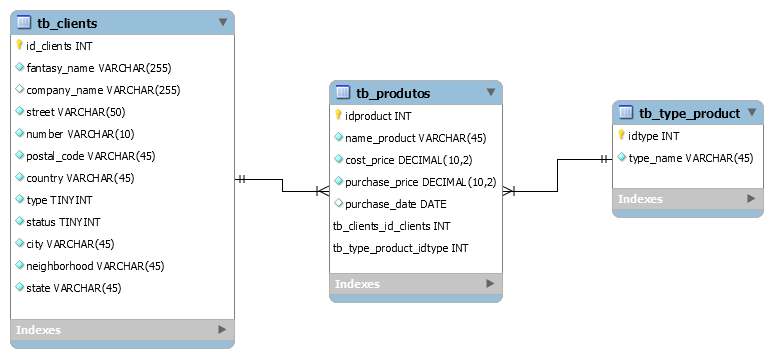 tb_clients
id_clients INT
fantasy_name VARCHAR(255)
company_name VARCHAR(255)
street VARCHAR(50)
number VARCHAR(10)
postal_code VARCHAR(45)
country VARCHAR(45)
type TINYINT
status TINYINT
city VARCHAR(45)
neighborhood VARCHAR(45)
state VARCHAR(45)
Indexes
tb_produtos
idproduct INT
name_product VARCHAR(45)
cost_price DECIMAL(10,2)
purchase_price DECIMAL(10,2)
purchase_date DATE
tb_clients_id_clients INT
tb_type_product_idtype INT
Indexes
tb_type_product
idtype INT
type_name VARCHAR(45)
Indexes